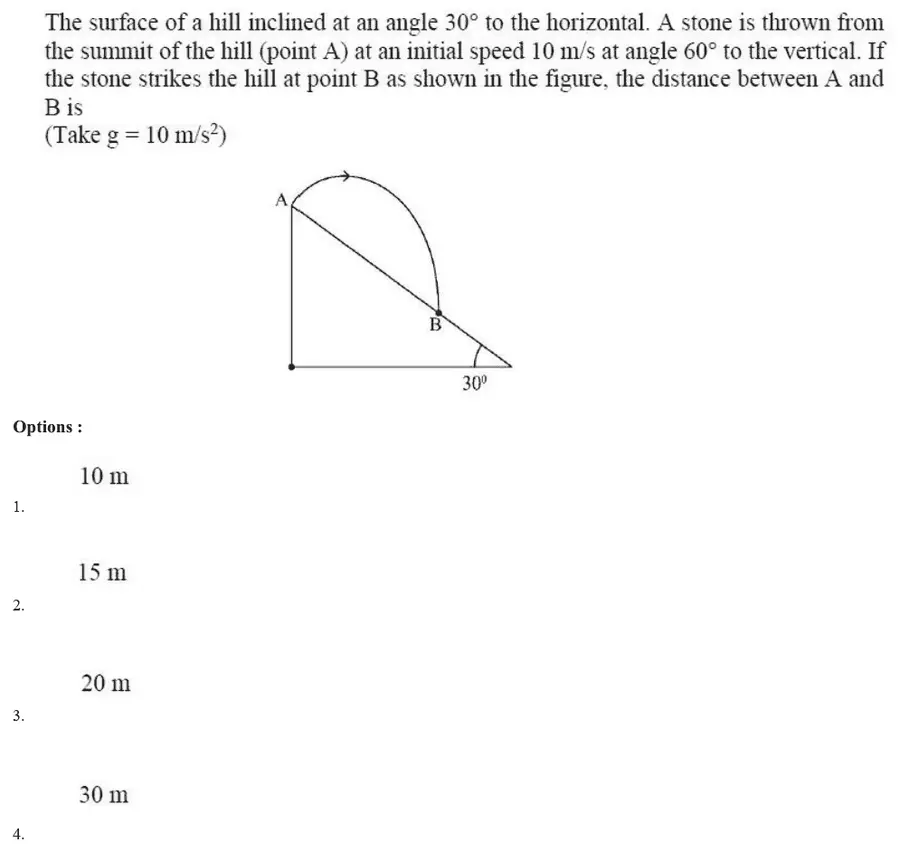 The surface of a hill inclined at an angle 30° to the horizontal. A stone is thrown from
the summit of the hill (point A) at an initial speed 10 m/s at angle 60° to the vertical. If
the stone strikes the hill at point B as shown in the figure, the distance between A and
B is
(Take g = 10 m/s²)
A
B
30⁰
Options :
10 m
1.
15 m
2.
20 m
3.
30 m
4.